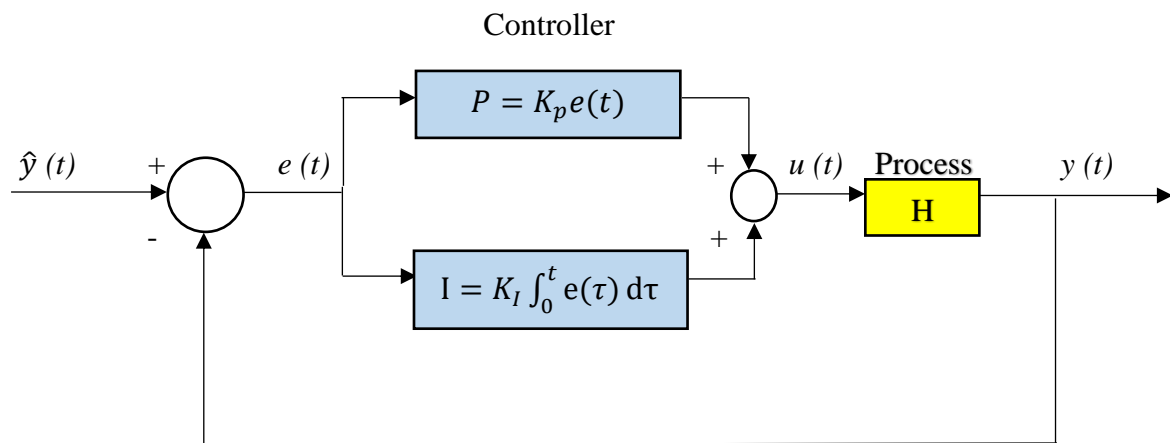 Controller
P = K_p e(t)
ŷ (t)
+
-
e (t)
+
+
u (t)
Process
H
y (t)
I = K_I ∫_0^t e(τ) dτ